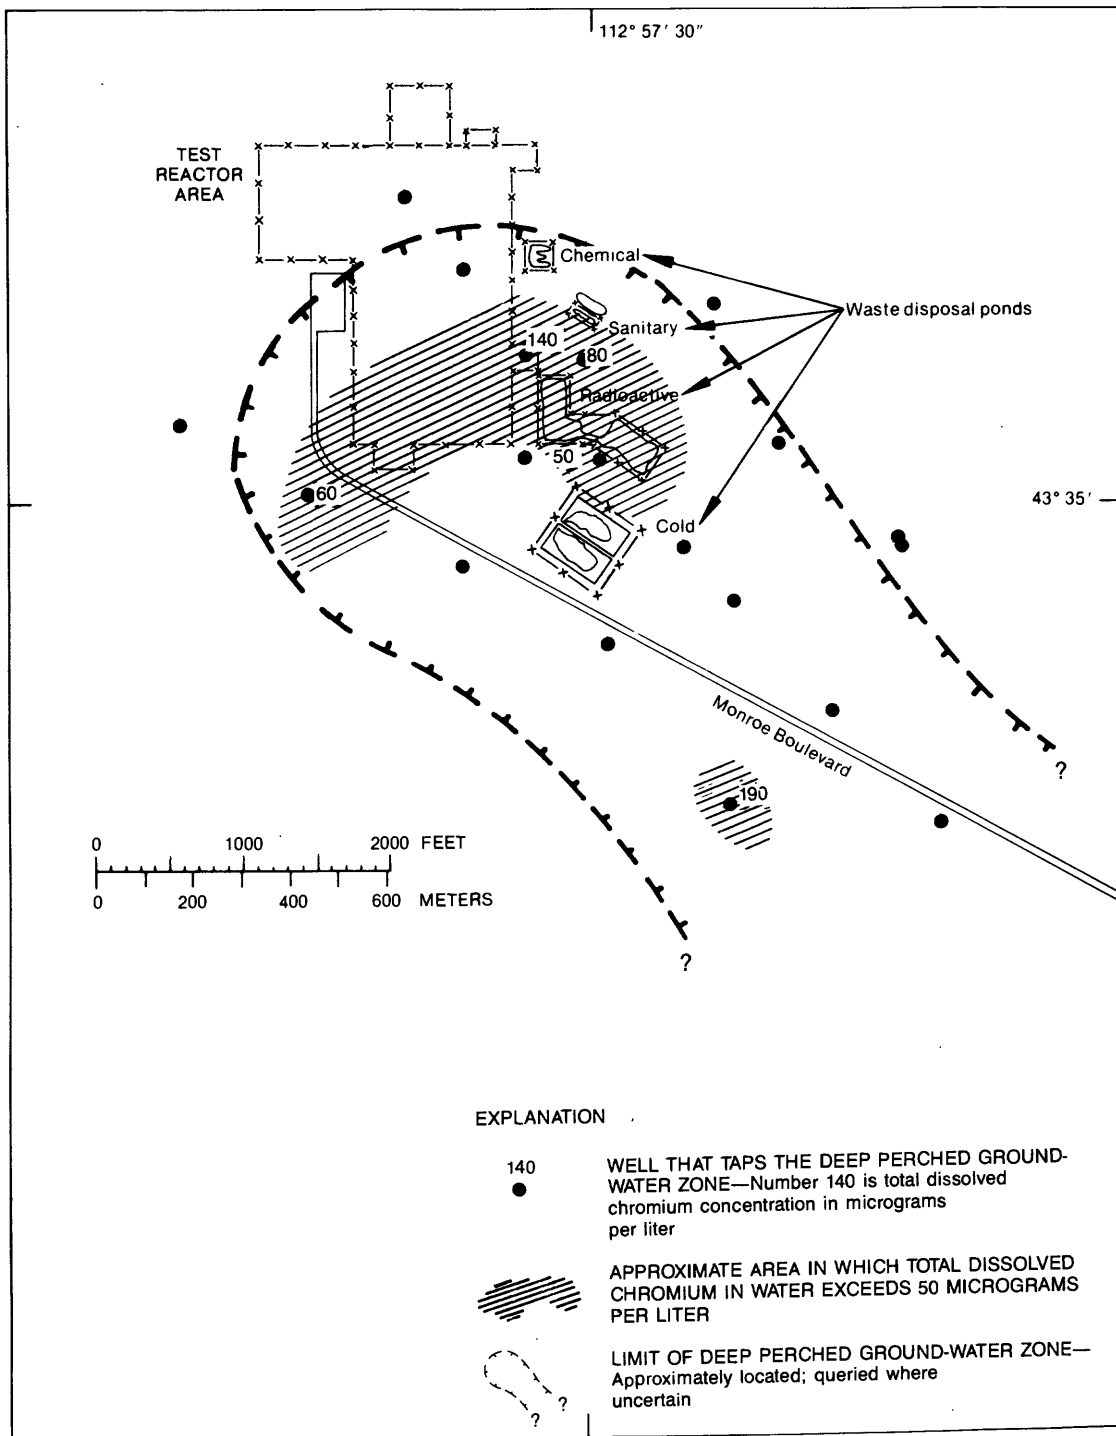 112° 57′ 30″
TEST
REACTOR
AREA
Chemical
Waste disposal ponds
Sanitary
140
80
Radioactive
50
60
43° 35′
Cold
Monroe Boulevard
?
190
0 1000 2000 FEET
0 200 400 600 METERS
?
EXPLANATION
140
WELL THAT TAPS THE DEEP PERCHED GROUND-
WATER ZONE—Number 140 is total dissolved
chromium concentration in micrograms
per liter
APPROXIMATE AREA IN WHICH TOTAL DISSOLVED
CHROMIUM IN WATER EXCEEDS 50 MICROGRAMS
PER LITER
LIMIT OF DEEP PERCHED GROUND-WATER ZONE—
Approximately located; queried where
uncertain
?
?